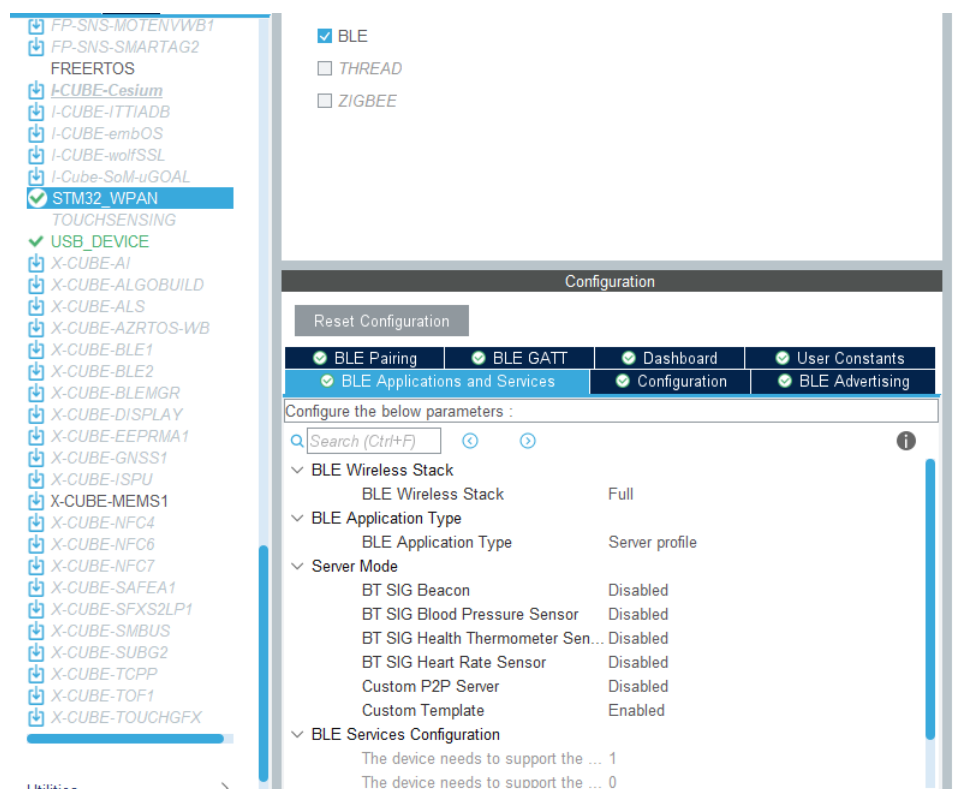 FP-SNS-MOTENVWB1
FP-SNS-SMARTAG2
FREERTOS
I-CUBE-Cesium
I-CUBE-ITTIADB
I-CUBE-embOS
I-CUBE-wolfSSL
I-Cube-SoM-uGOAL
STM32_WPAN
TOUCHSENSING
USB_DEVICE
X-CUBE-AI
X-CUBE-ALGOBUILD
X-CUBE-ALS
X-CUBE-AZRTOS-WB
X-CUBE-BLE1
X-CUBE-BLE2
X-CUBE-BLEMGR
X-CUBE-DISPLAY
X-CUBE-EEPRMA1
X-CUBE-GNSS1
X-CUBE-ISPU
X-CUBE-MEMS1
X-CUBE-NFC4
X-CUBE-NFC6
X-CUBE-NFC7
X-CUBE-SAFEA1
X-CUBE-SFXS2LP1
X-CUBE-SMBUS
X-CUBE-SUBG2
X-CUBE-TCPP
X-CUBE-TOF1
X-CUBE-TOUCHGFX
Utilities
BLE
THREAD
ZIGBEE
Configuration
Reset Configuration
BLE Pairing BLE GATT Dashboard User Constants
BLE Applications and Services Configuration BLE Advertising
Configure the below parameters :
Search (Ctrl+F)
BLE Wireless Stack
BLE Wireless Stack Full
BLE Application Type
BLE Application Type Server profile
Server Mode
BT SIG Beacon Disabled
BT SIG Blood Pressure Sensor Disabled
BT SIG Health Thermometer Sen... Disabled
BT SIG Heart Rate Sensor Disabled
Custom P2P Server Disabled
Custom Template Enabled
BLE Services Configuration
The device needs to support the ... 1
The device needs to support the ... 0